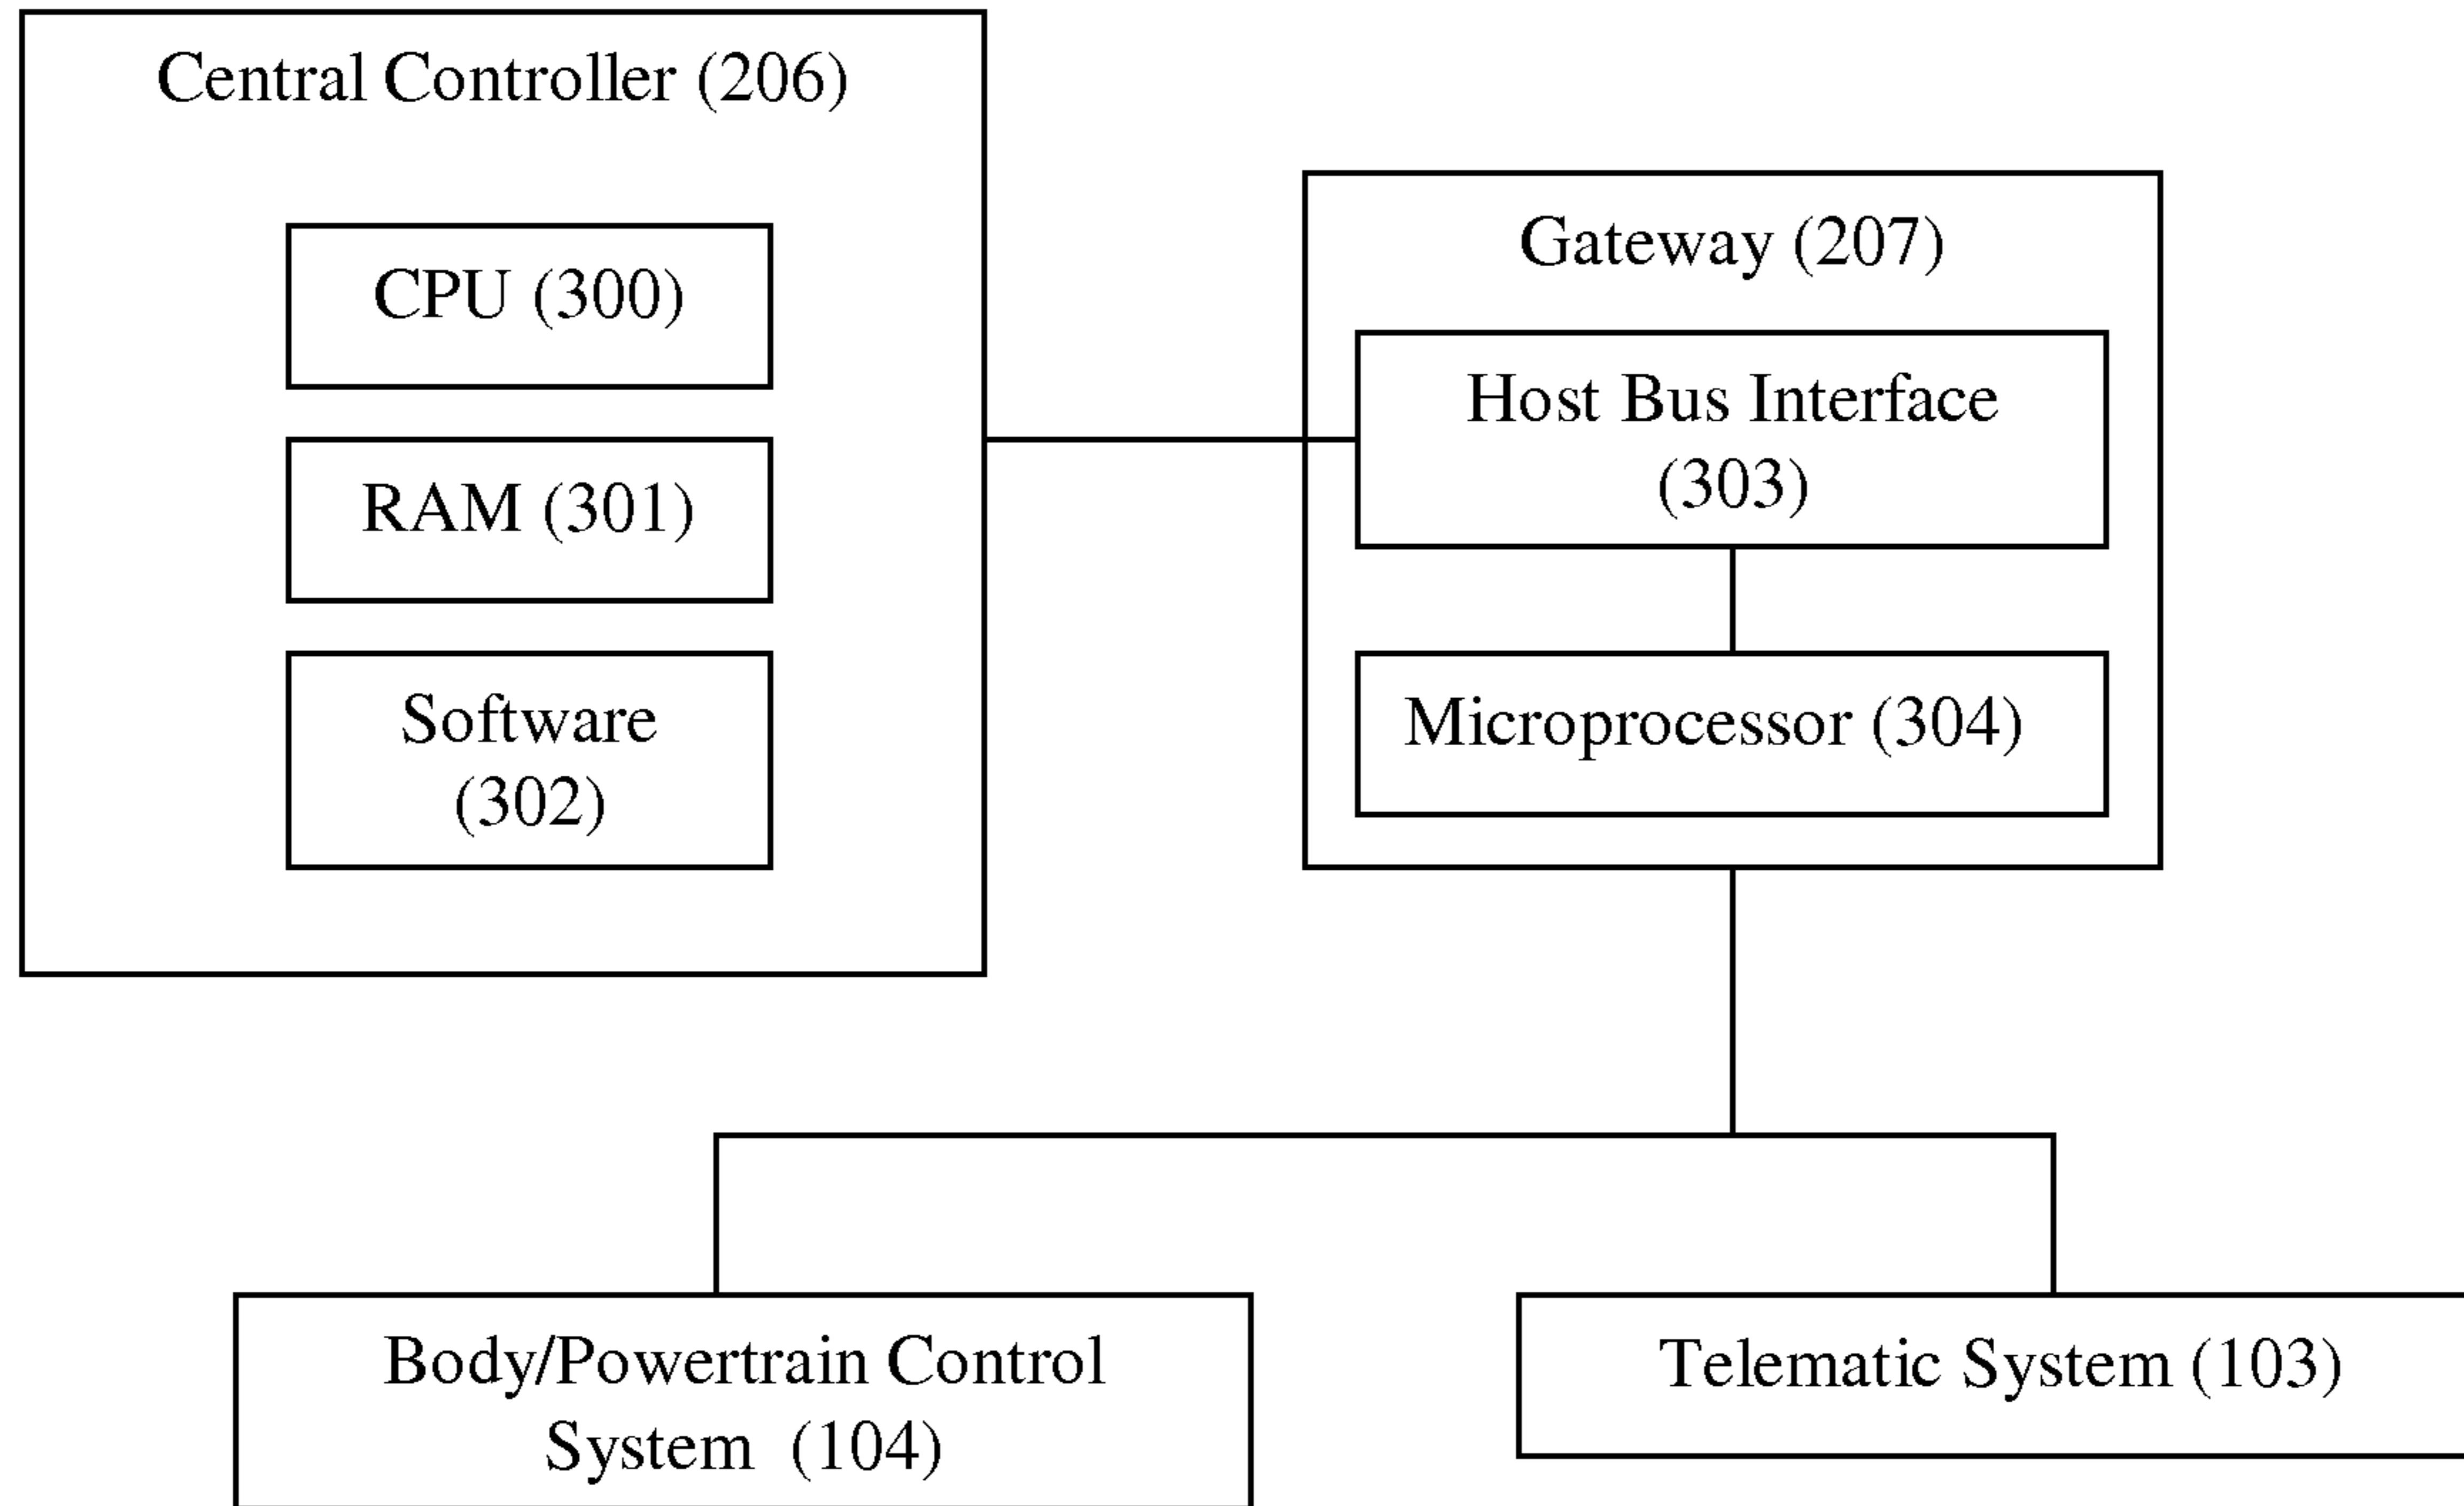 Central Controller (206)
CPU (300)
RAM (301)
Software
(302)
Gateway (207)
Host Bus Interface
(303)
Microprocessor (304)
Body/Powertrain Control
System (104)
Telematic System (103)